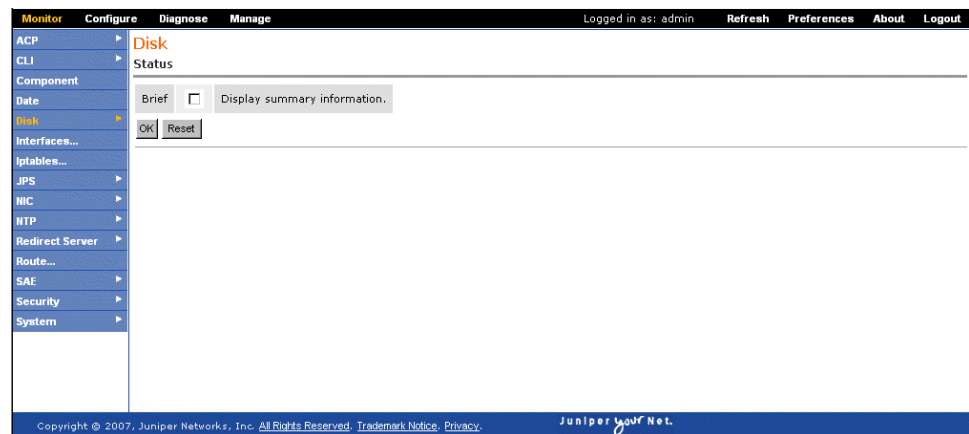 Monitor Configure Diagnose Manage Logged in as: admin Refresh Preferences About Logout
ACP
CLI
Component
Date
Disk
Interfaces...
Iptables...
JPS
NIC
NTP
Redirect Server
Route...
SAE
Security
System
Disk
Status
Brief Display summary information.
OK Reset
Copyright © 2007, Juniper Networks, Inc. All Rights Reserved. Trademark Notice. Privacy.
Juniper your Net.